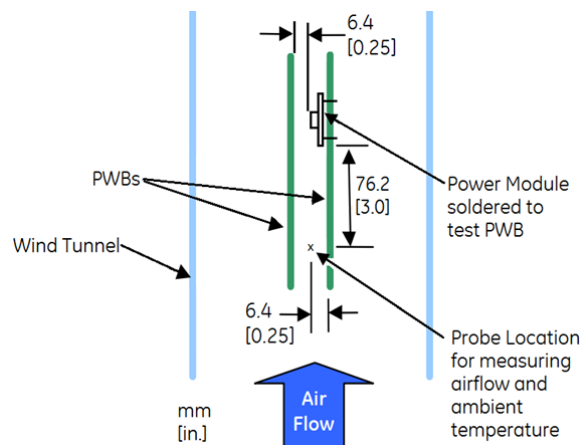 6.4
[0.25]
PWBs
76.2
[3.0]
Power Module
soldered to
test PWB
Wind Tunnel
x
6.4
[0.25]
Probe Location
for measuring
airflow and
ambient
temperature
Air
Flow
mm
[in.]